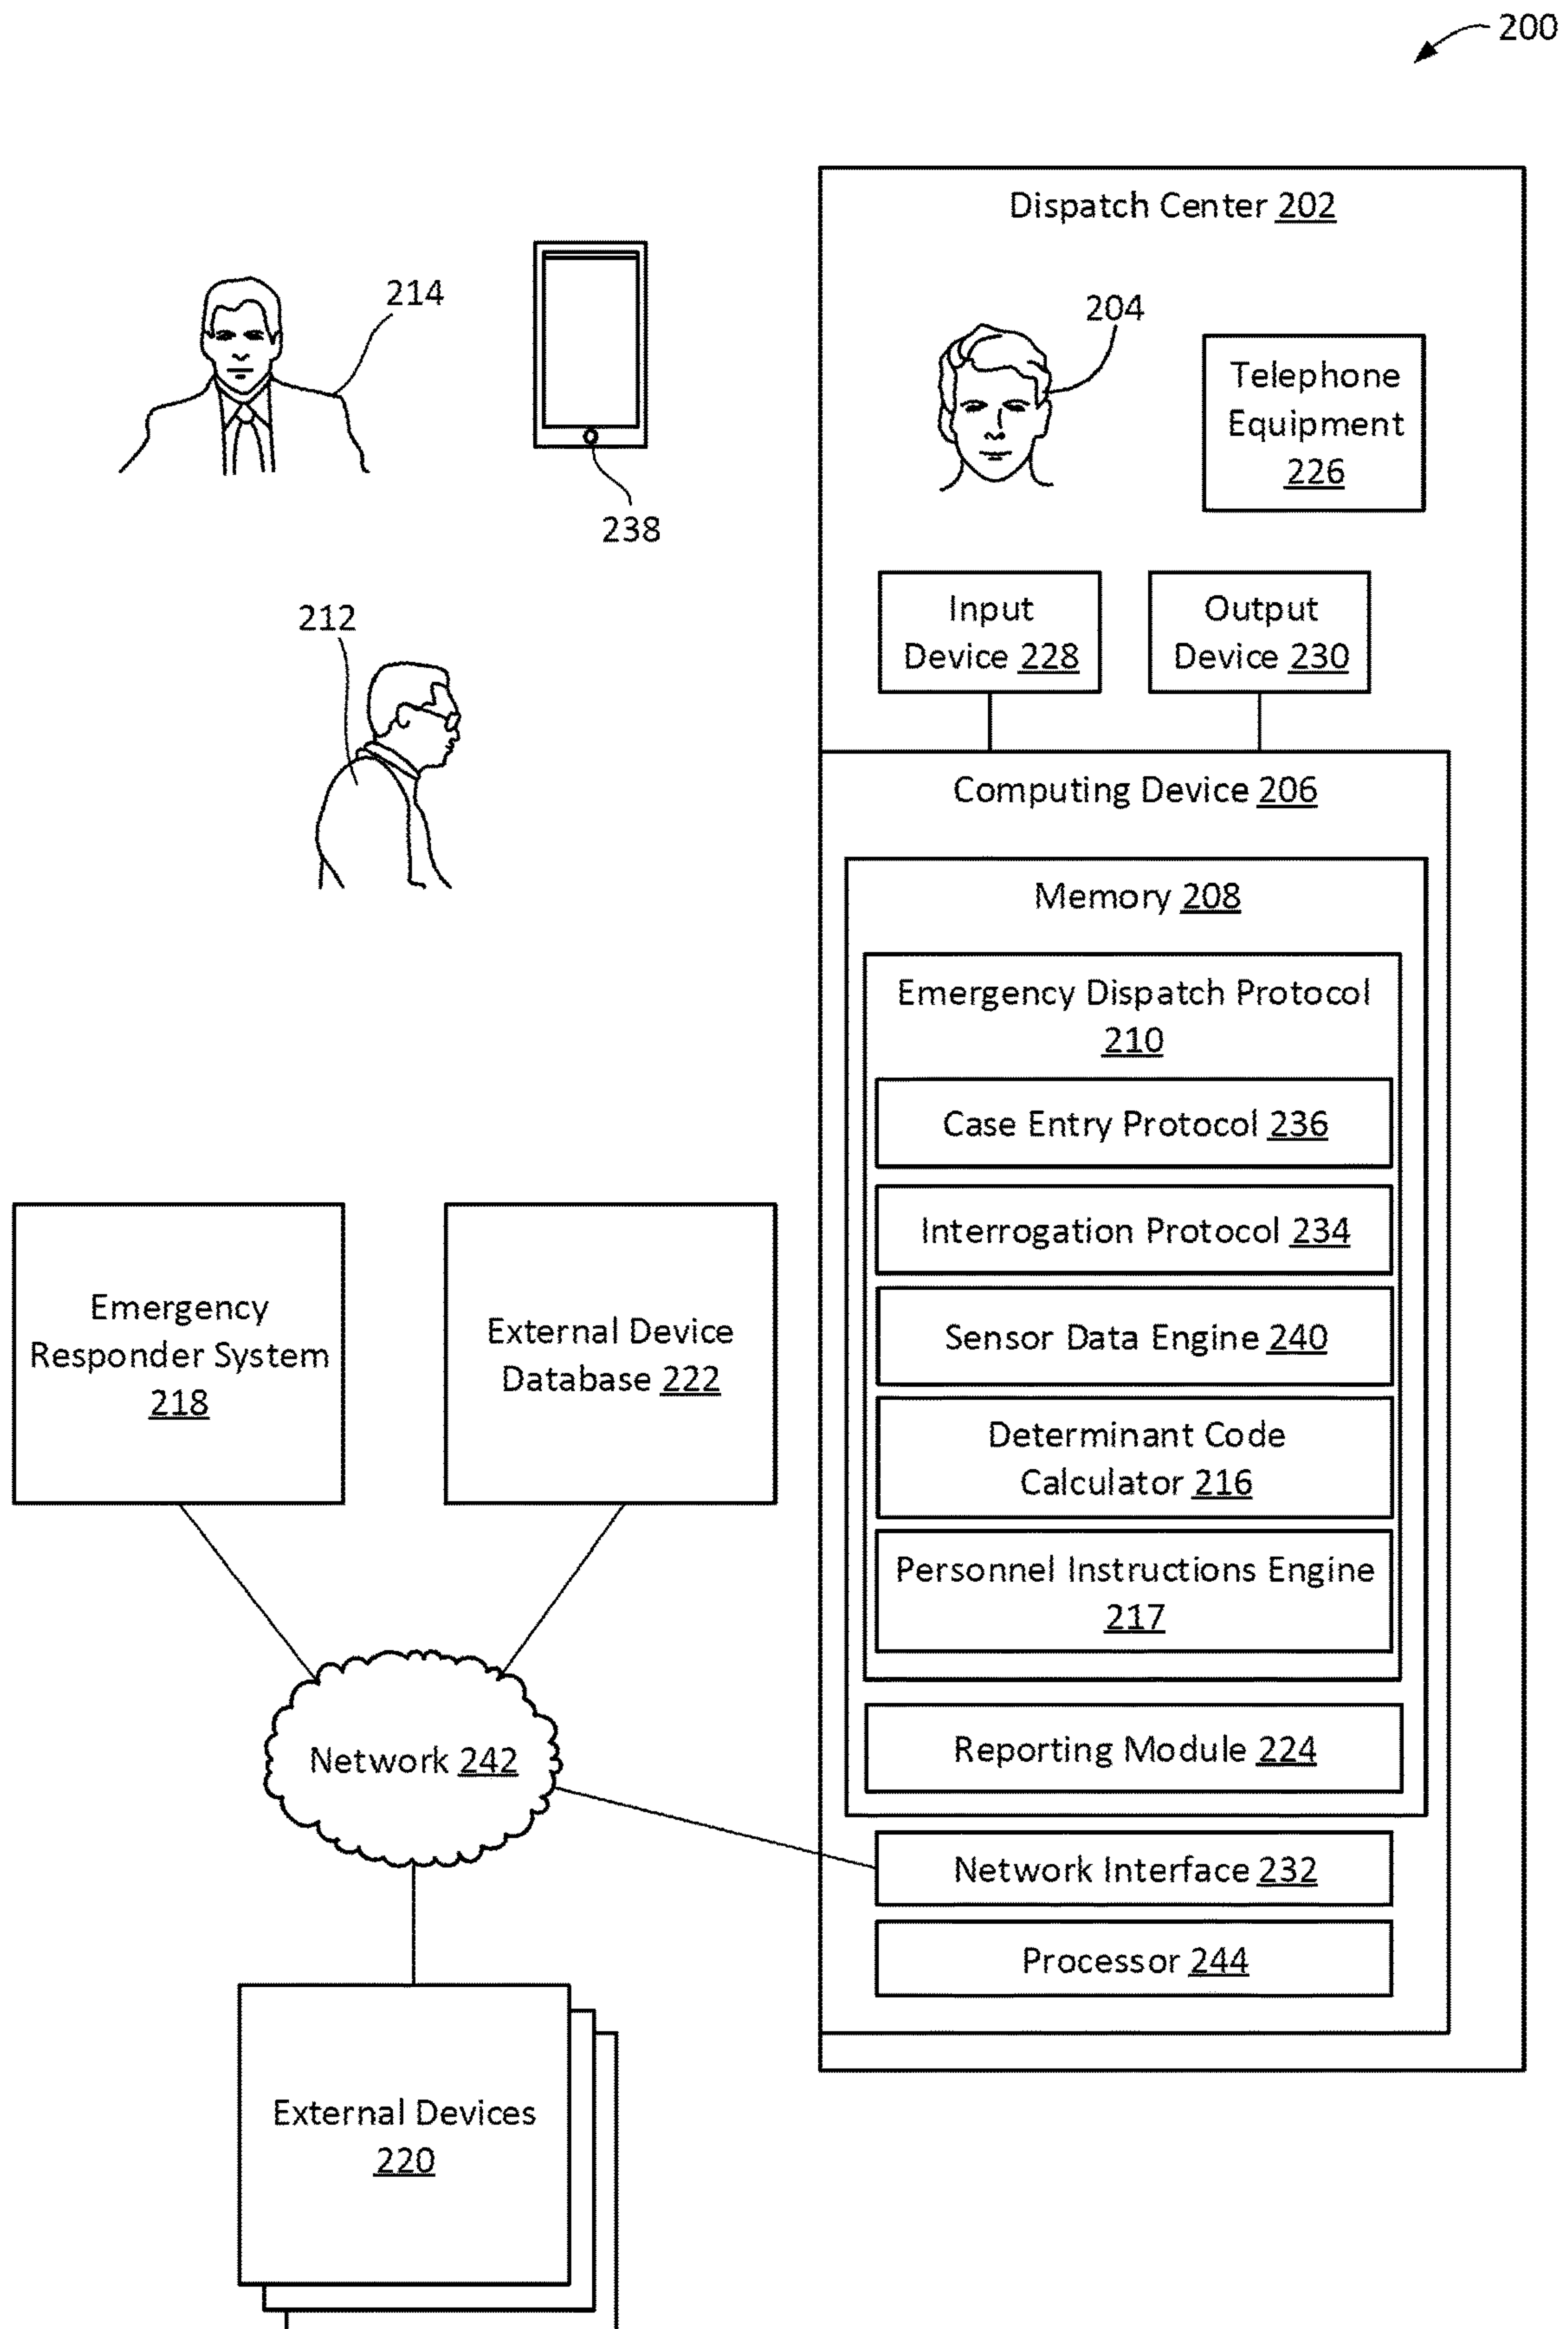 200
Dispatch Center 202
214
204
Telephone
Equipment
226
238
Input
Device 228
Output
Device 230
212
Computing Device 206
Memory 208
Emergency Dispatch Protocol
210
Case Entry Protocol 236
Interrogation Protocol 234
Sensor Data Engine 240
Determinant Code
Calculator 216
Personnel Instructions Engine
217
Reporting Module 224
Network Interface 232
Processor 244
Emergency
Responder System
218
External Device
Database 222
Network 242
External Devices
220